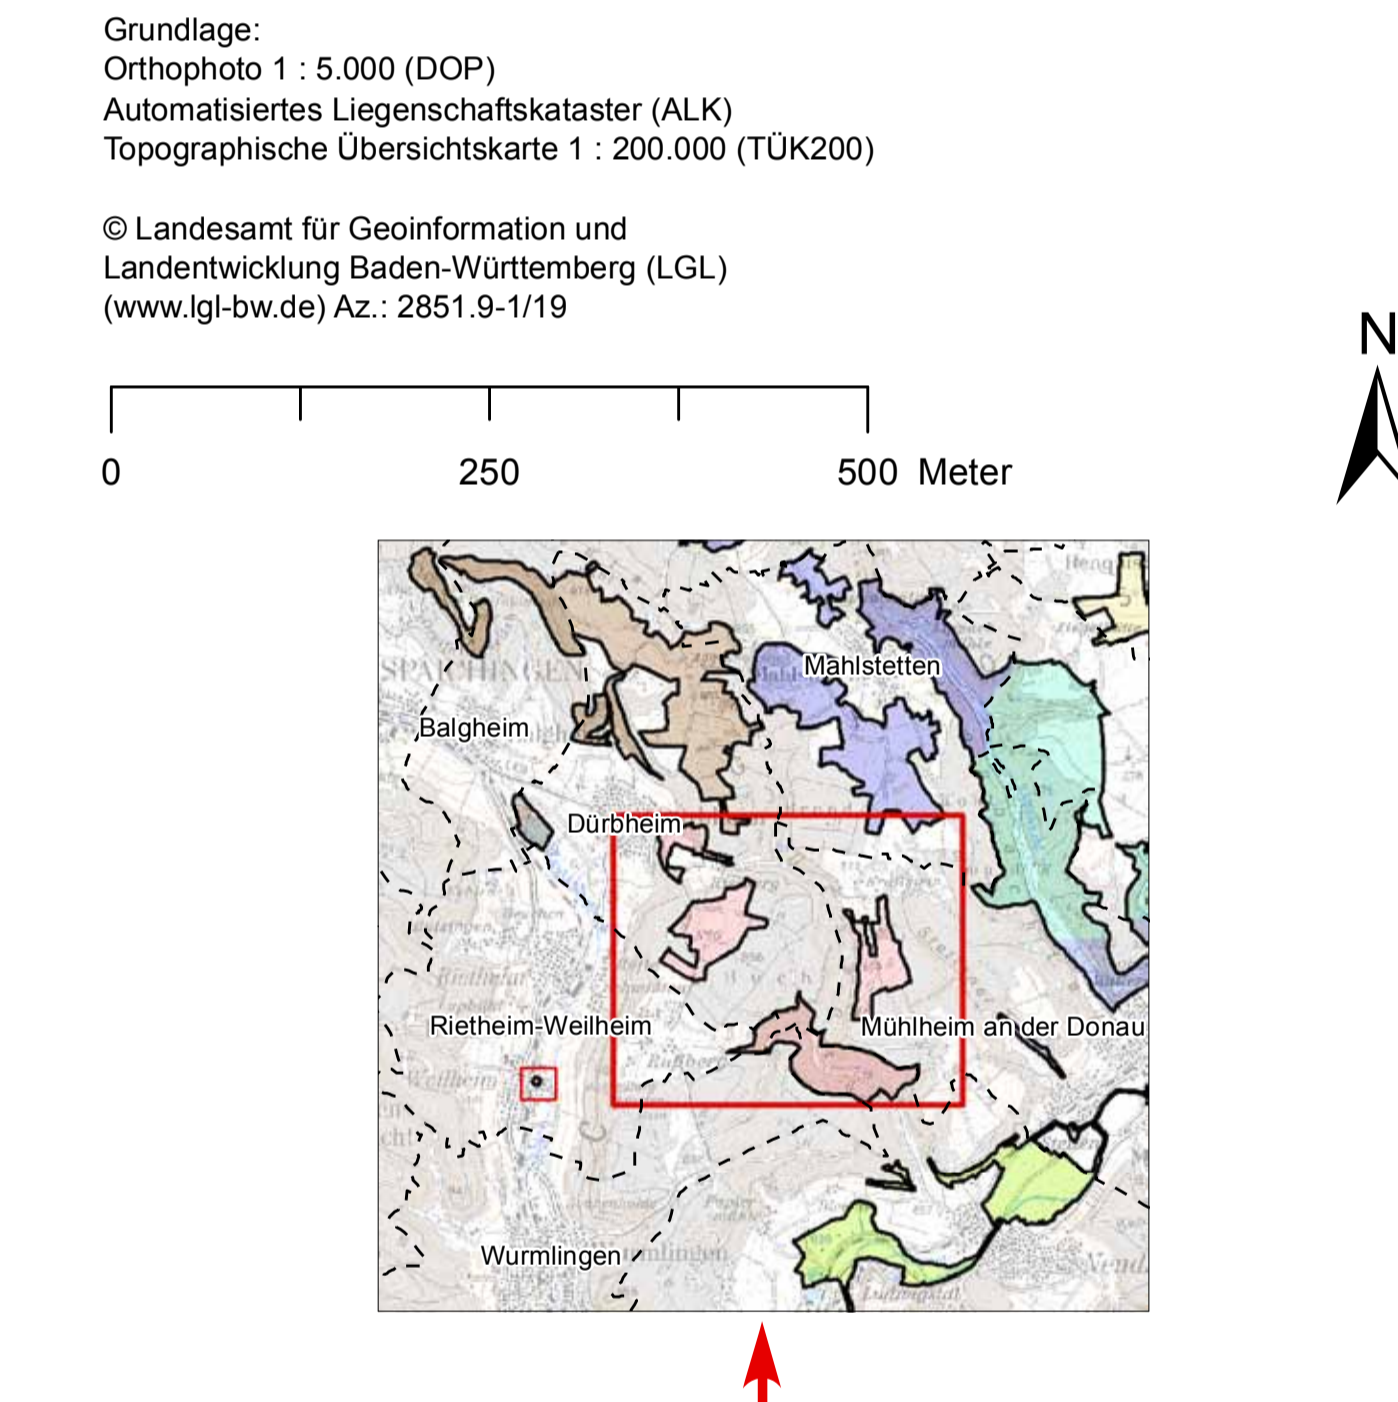 Grundlage:
Orthophoto 1 : 5.000 (DOP)
Automatisiertes Liegenschaftskataster (ALK)
Topographische Übersichtskarte 1 : 200.000 (TÜK200)
© Landesamt für Geoinformation und
Landentwicklung Baden-Württemberg (LGL)
(www.lgl-bw.de) Az.: 2851.9-1/19
N
0 250 500 Meter
SPAICHINGEN
Mahlstetten
Balgheim
Dürbheim
Rietheim-Weilheim
Mühlheim an der Donau
Weilheim
Wurmlingen